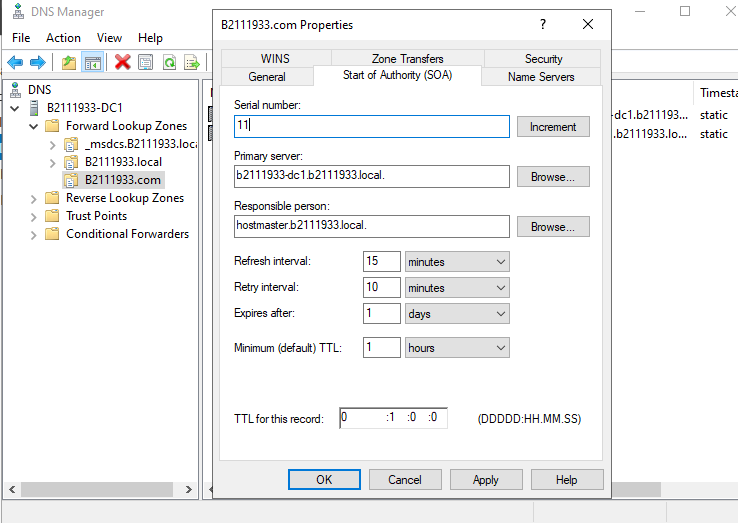 DNS Manager
File Action View Help
DNS
B2111933-DC1
Forward Lookup Zones
_msdcs.B2111933.loca
B2111933.local
B2111933.com
Reverse Lookup Zones
Trust Points
Conditional Forwarders
B2111933.com Properties
WINS Zone Transfers Security
General Start of Authority (SOA) Name Servers
Serial number:
11 Increment
Primary server:
b2111933-dc1.b2111933.local. Browse...
Responsible person:
hostmaster.b2111933.local. Browse...
Refresh interval: 15 minutes
Retry interval: 10 minutes
Expires after: 1 days
Minimum (default) TTL: 1 hours
TTL for this record: 0 :1 :0 :0 (DDDDD:HH.MM.SS)
OK Cancel Apply Help
Timesta
-dc1.b2111933.... static
.b2111933.lo... static